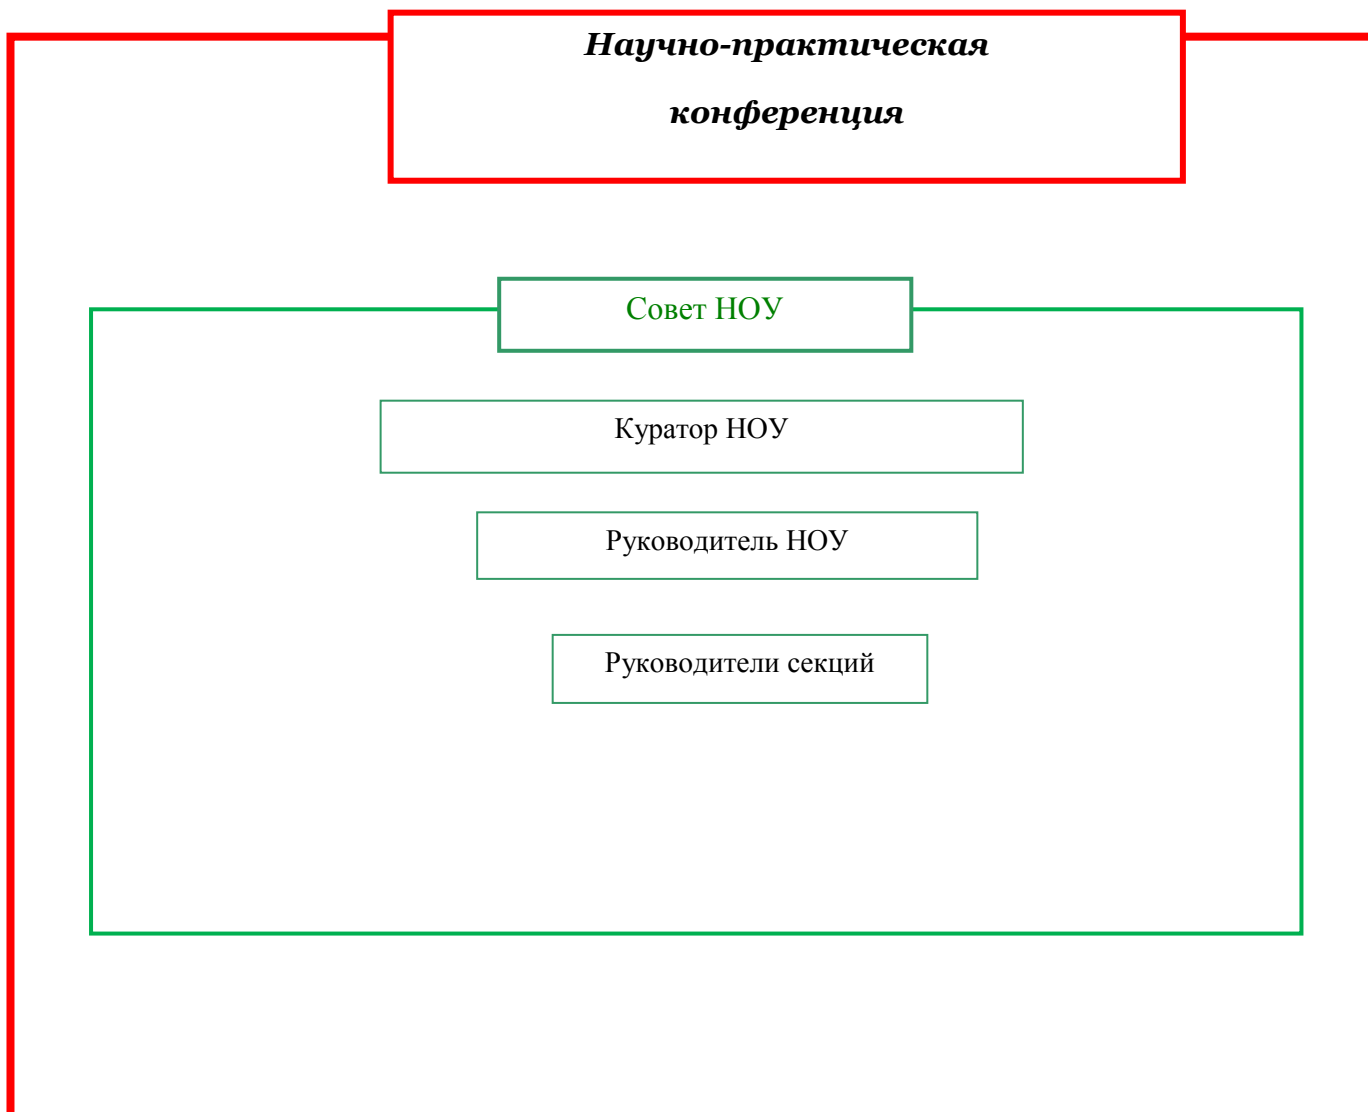 Научно-практическая
конференция
Совет НОУ
Куратор НОУ
Руководитель НОУ
Руководители секций